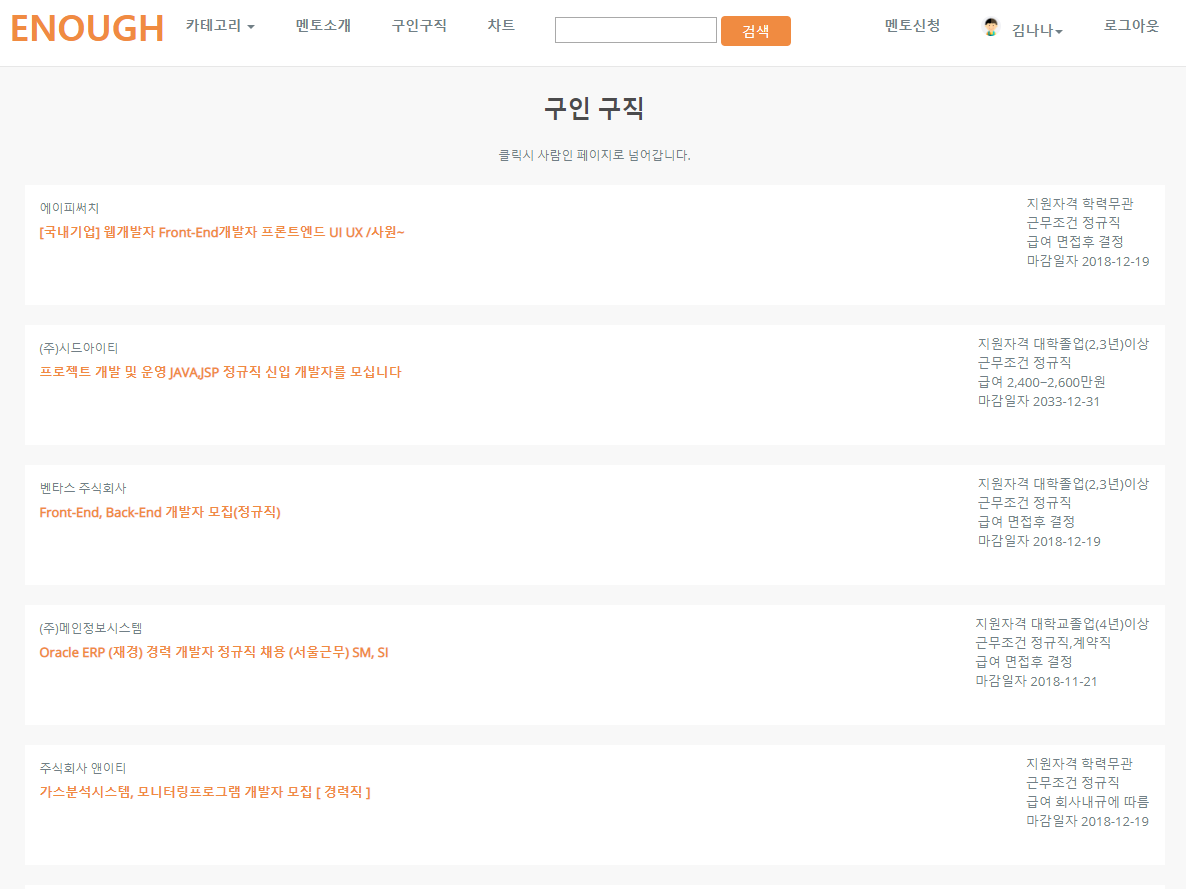 ENOUGH 카테고리 멘토소개 구인구직 차트 검색 멘토신청 김나나 로그아웃
구인 구직
클릭시 사람인 페이지로 넘어갑니다.
에이피써치
[국내기업] 웹개발자 Front-End개발자 프론트엔드 UI UX /사원~
지원자격 학력무관
근무조건 정규직
급여 면접후 결정
마감일자 2018-12-19
(주)시드아이티
프로젝트 개발 및 운영 JAVA,JSP 정규직 신입 개발자를 모십니다
지원자격 대학졸업(2,3년)이상
근무조건 정규직
급여 2,400~2,600만원
마감일자 2033-12-31
벤타스 주식회사
Front-End, Back-End 개발자 모집(정규직)
지원자격 대학졸업(2,3년)이상
근무조건 정규직
급여 면접후 결정
마감일자 2018-12-19
(주)메인정보시스템
Oracle ERP (재경) 경력 개발자 정규직 채용 (서울근무) SM, SI
지원자격 대학교졸업(4년)이상
근무조건 정규직,계약직
급여 면접후 결정
마감일자 2018-11-21
주식회사 앤이티
가스분석시스템, 모니터링프로그램 개발자 모집 [ 경력직 ]
지원자격 학력무관
근무조건 정규직
급여 회사내규에 따름
마감일자 2018-12-19